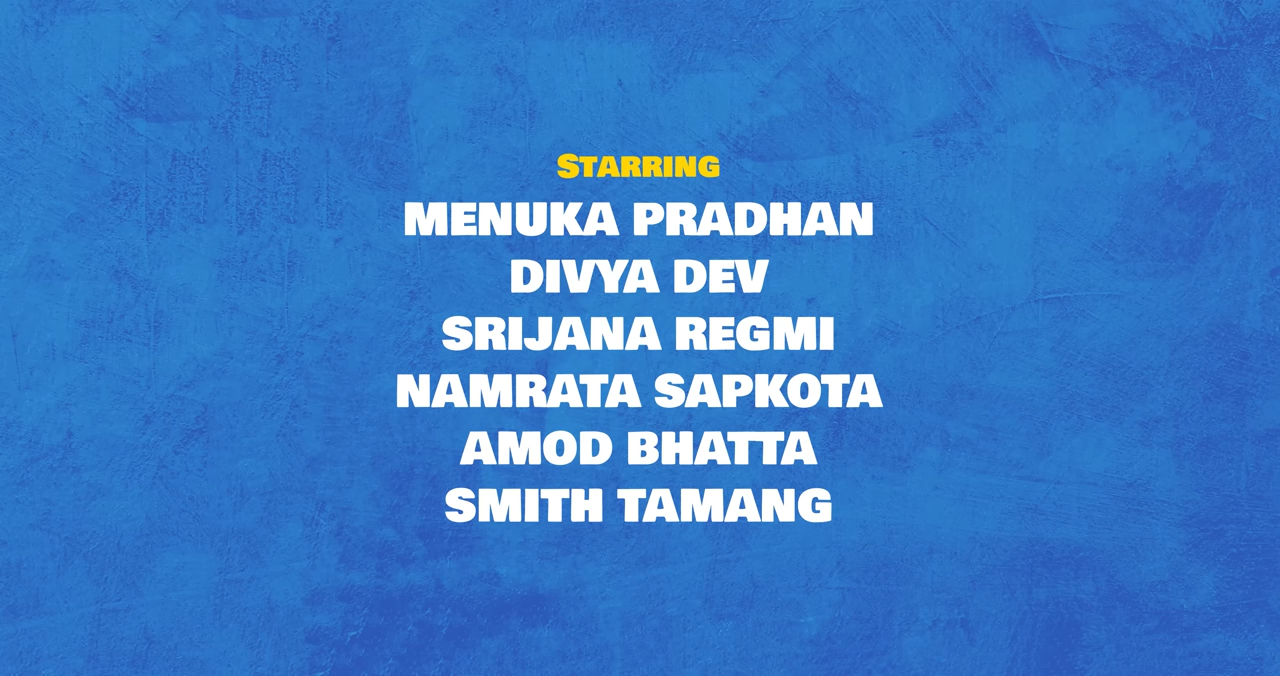 Starring
MENUKA PRADHAN
DIVYA DEV
SRIJANA REGMI
NAMRATA SAPKOTA
AMOD BHATTA
SMITH TAMANG